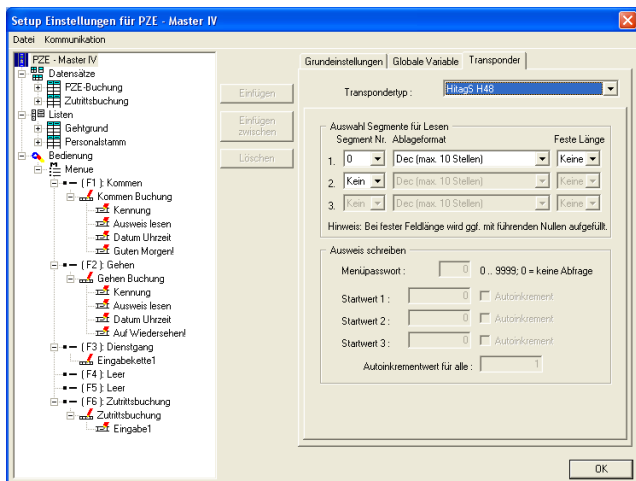 Setup Einstellungen für PZE - Master IV
Datei Kommunikation
PZE - Master IV
Datensätze
PZE-Buchung
Zutrittsbuchung
Listen
Gehtgrund
Personalstamm
Bedienung
Menue
( F1 ): Kommen
Kommen Buchung
Kennung
Ausweis lesen
Datum Uhrzeit
Guten Morgen!
( F2 ): Gehen
Gehen Buchung
Kennung
Ausweis lesen
Datum Uhrzeit
Auf Wiedersehen!
( F3 ): Dienstgang
Eingabekette1
( F4 ): Leer
( F5 ): Leer
( F6 ): Zutrittsbuchung
Zutrittsbuchung
Eingabe1
Einfügen
Einfügen
zwischen
Löschen
Grundeinstellungen Globale Variable Transponder
Transpondertyp : HitagS H48
Auswahl Segmente für Lesen
Segment Nr. Ablageformat Feste Länge
1. 0 Dec (max. 10 Stellen) Keine
2. Kein Dec (max. 10 Stellen) Keine
3. Kein Dec (max. 10 Stellen) Keine
Hinweis: Bei fester Feldlänge wird ggf. mit führenden Nullen aufgefüllt.
Ausweis schreiben
Menüpasswort : 0 0 .. 9999; 0 = keine Abfrage
Startwert 1 : 0 Autoinkrement
Startwert 2 : 0 Autoinkrement
Startwert 3 : 0 Autoinkrement
Autoinkrementwert für alle : 1
OK